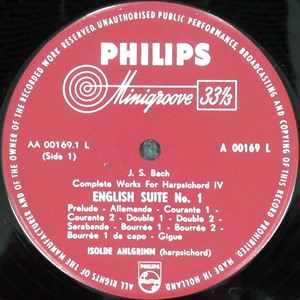 ALL RIGHTS OF THE MANUFACTURER AND OF THE OWNER OF THE RECORDED WORK RESERVED. UNAUTHORISED PUBLIC PERFORMANCE, BROADCASTING AND COPYING OF THIS RECORD PROHIBITED. MADE IN HOLLAND
PHILIPS
Minigroove 33⅓
AA 00169.1 L
(Side 1)
A 00169 L
J. S. Bach
Complete Works For Harpsichord IV
ENGLISH SUITE No. 1
Prelude - Allemande - Courante 1 -
Courante 2 - Double 1 - Double 2 -
Sarabande - Bourrée 1 - Bourrée 2 -
Bourrée 1 da capo - Gigue
ISOLDE AHLGRIMM (harpsichord)
PHILIPS